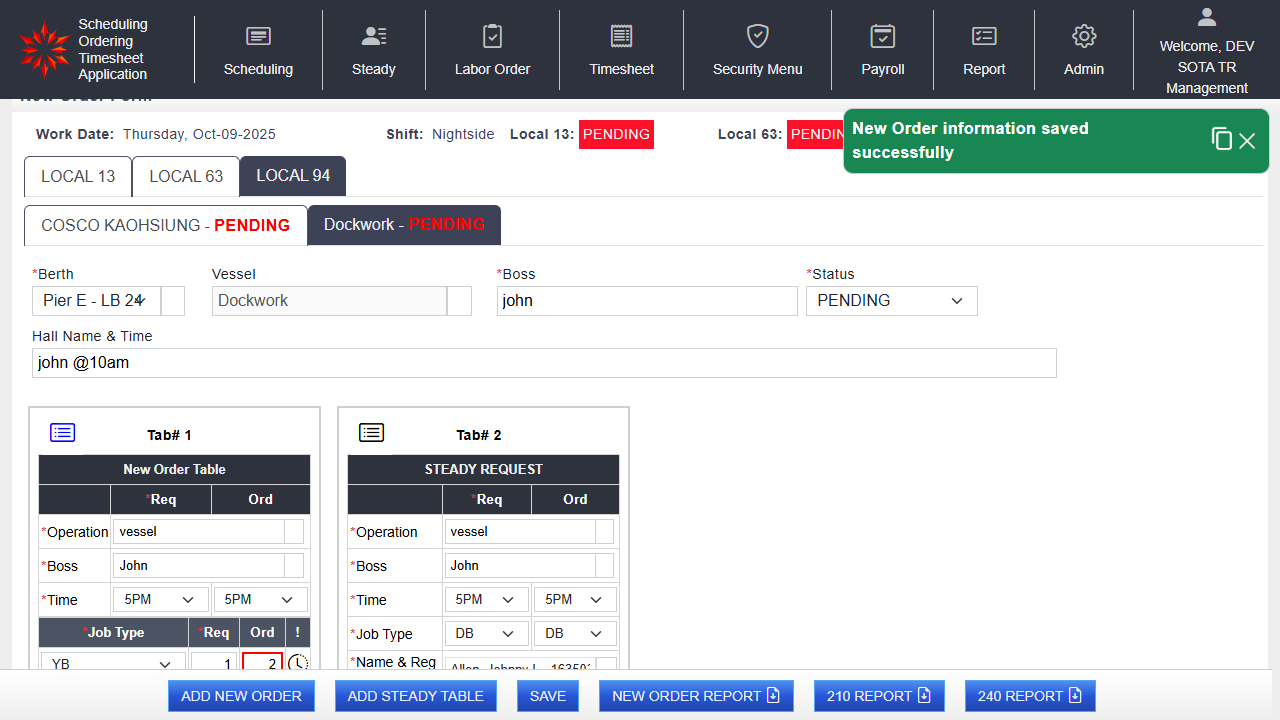 Scheduling
Ordering
Timesheet
Application
Scheduling
Steady
Labor Order
Timesheet
Security Menu
Payroll
Report
Admin
Welcome, DEV
SOTA TR
Management
New Order Form
Work Date: Thursday, Oct-09-2025 Shift: Nightside Local 13: PENDING Local 63: PENDIN
New Order information saved
successfully
LOCAL 13 LOCAL 63 LOCAL 94
COSCO KAOHSIUNG - PENDING Dockwork - PENDING
*Berth Vessel *Boss *Status
Pier E - LB 24 Dockwork john PENDING
Hall Name & Time
john @10am
Tab# 1
New Order Table
*Req Ord
*Operation vessel
*Boss John
*Time 5PM 5PM
*Job Type *Req Ord !
YB 1 2
Tab# 2
STEADY REQUEST
*Req Ord
*Operation vessel
*Boss John
*Time 5PM 5PM
*Job Type DB DB
*Name & Reg
ADD NEW ORDER ADD STEADY TABLE SAVE NEW ORDER REPORT 210 REPORT 240 REPORT